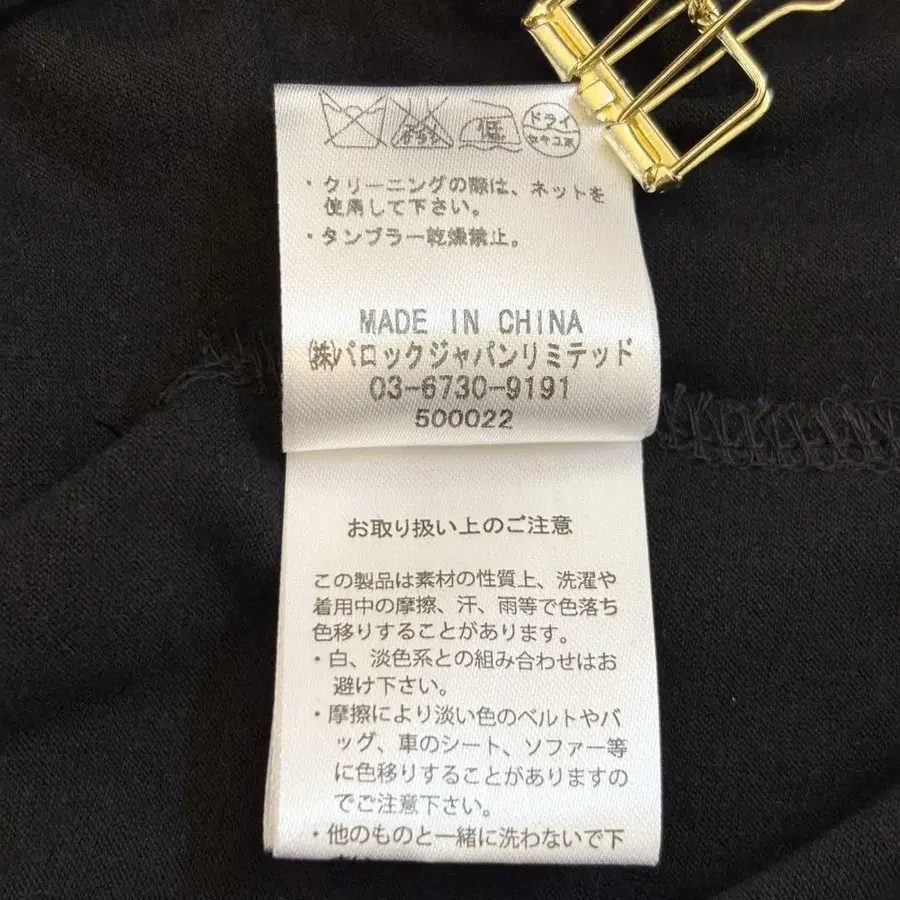 低
ドライ
セキユ系
・クリーニングの際は、ネットを
使用して下さい。
・タンブラー乾燥禁止。
MADE IN CHINA
㈱バロックジャパンリミテッド
03-6730-9191
500022
お取り扱い上のご注意
この製品は素材の性質上、洗濯や
着用中の摩擦、汗、雨等で色落ち
色移りすることがあります。
・白、淡色系との組み合わせはお
避け下さい。
・摩擦により淡い色のベルトやバ
ッグ、車のシート、ソファー等
に色移りすることがありますの
でご注意下さい。
・他のものと一緒に洗わないで下